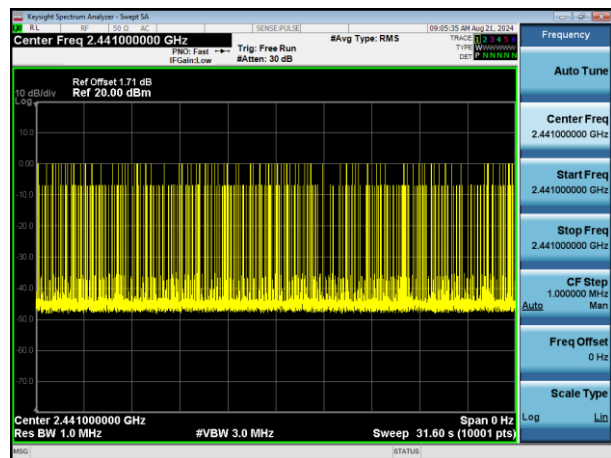 Keysight Spectrum Analyzer - Swept SA
RL RF 50 Ω AC SENSE:PULSE 09:05:35 AM Aug 21, 2024
Center Freq 2.441000000 GHz
PNO: Fast
IFGain:Low
Trig: Free Run
#Atten: 30 dB
#Avg Type: RMS
TRACE 1 2 3 4 5 6
TYPE WWWWWW
DET P NNNNN
Ref Offset 1.71 dB
10 dB/div Ref 20.00 dBm
Log
10.0
0.00
-10.0
-20.0
-30.0
-40.0
-50.0
-60.0
-70.0
Center 2.441000000 GHz Span 0 Hz
Res BW 1.0 MHz #VBW 3.0 MHz Sweep 31.60 s (10001 pts)
MSG STATUS
Frequency
Auto Tune
Center Freq
2.441000000 GHz
Start Freq
2.441000000 GHz
Stop Freq
2.441000000 GHz
CF Step
1.000000 MHz
Auto Man
Freq Offset
0 Hz
Scale Type
Log Lin